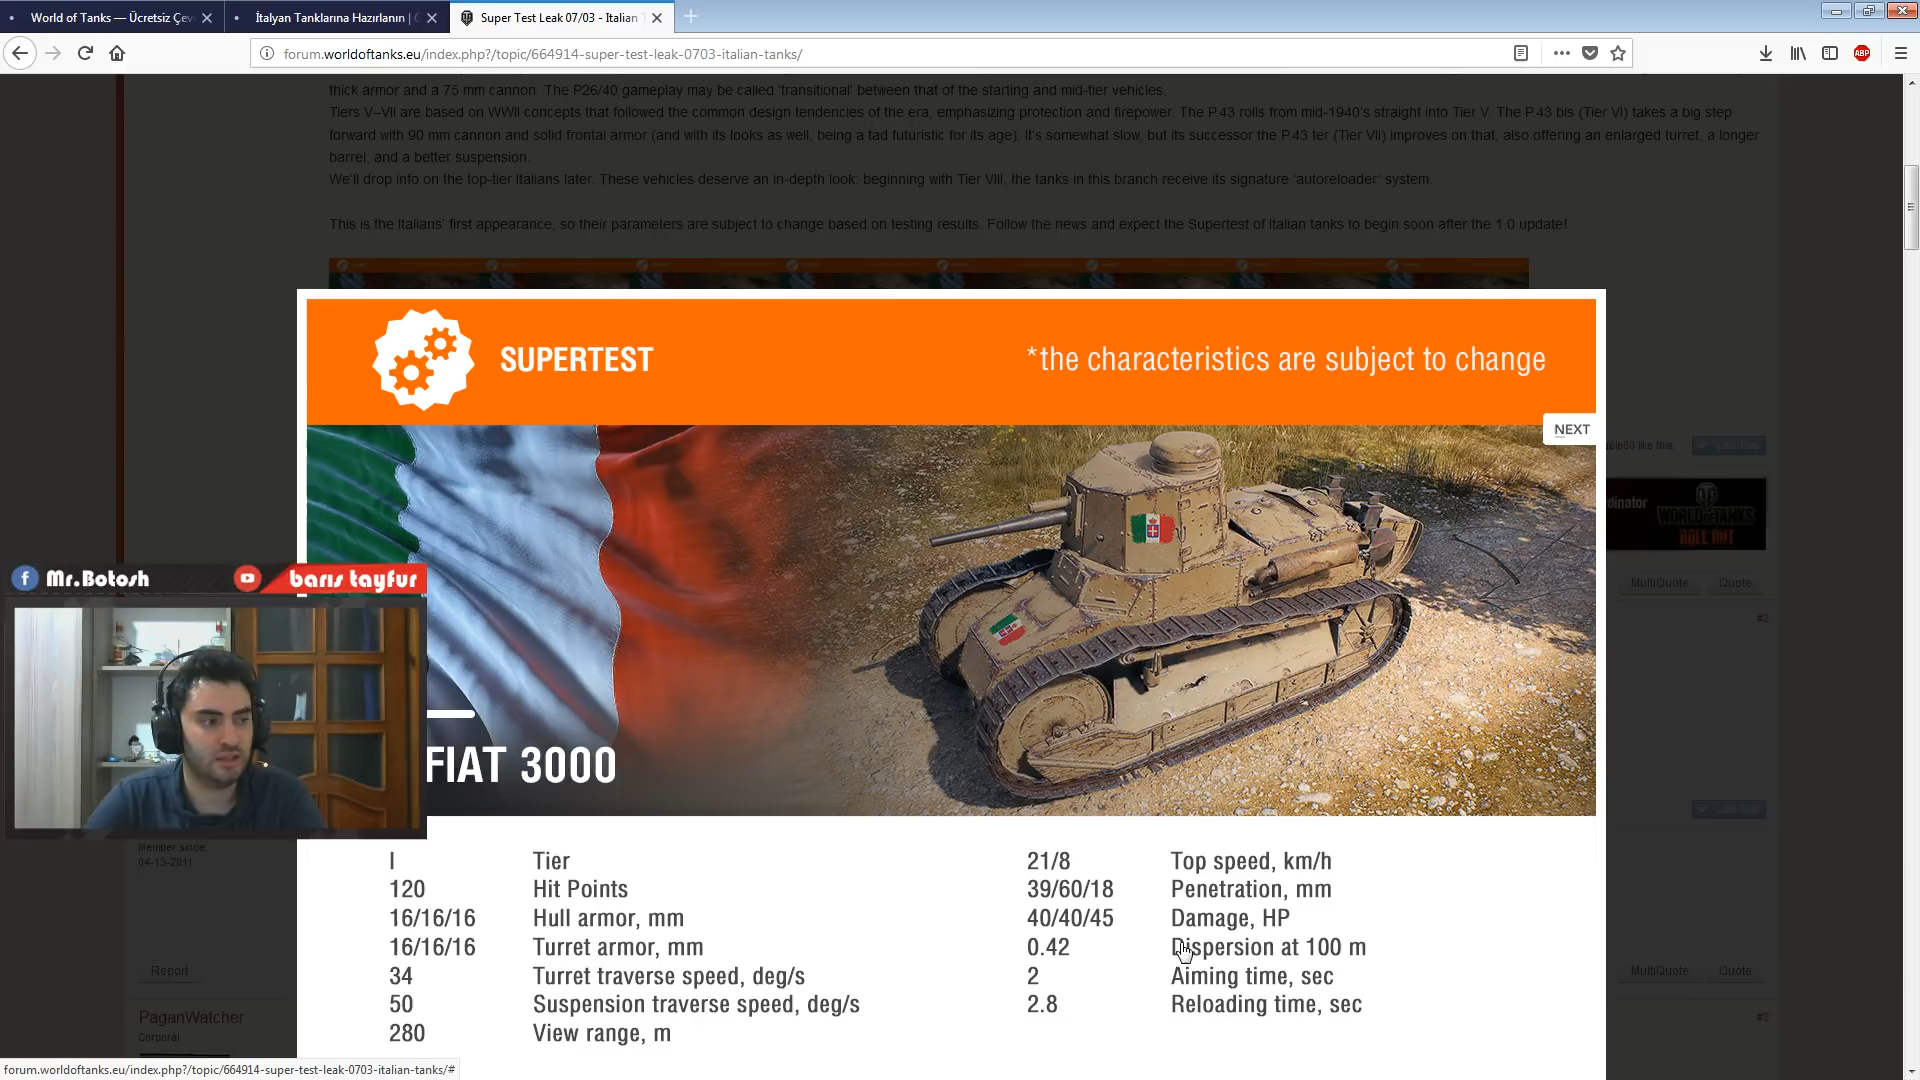 World of Tanks — Ücretsiz Çev
İtalyan Tanklarına Hazırlanın |
Super Test Leak 07/03 - Italian
forum.worldoftanks.eu/index.php?/topic/664914-super-test-leak-0703-italian-tanks/
ABP
thick armor and a 75 mm cannon. The P26/40 gameplay may be called 'transitional' between that of the starting and mid-tier vehicles.
Tiers V–VII are based on WWII concepts that followed the common design tendencies of the era, emphasizing protection and firepower. The P.43 rolls from mid-1940's straight into Tier V. The P.43 bis (Tier VI) takes a big step
forward with 90 mm cannon and solid frontal armor (and with its looks as well, being a tad futuristic for its age). It's somewhat slow, but its successor the P.43 ter (Tier VII) improves on that, also offering an enlarged turret, a longer
barrel, and a better suspension.
We'll drop info on the top-tier Italians later. These vehicles deserve an in-depth look: beginning with Tier VIII, the tanks in this branch receive its signature 'autoreloader' system.
This is the Italians' first appearance, so their parameters are subject to change based on testing results. Follow the news and expect the Supertest of Italian tanks to begin soon after the 1.0 update!
SUPERTEST
*the characteristics are subject to change
NEXT
like this
dinator
WORLD OF TANKS
ROLL OUT
MultiQuote
Quote
#2
Mr.Botosh
barıs tayfur
FIAT 3000
Member since:
04-13-2011
I Tier
120 Hit Points
16/16/16 Hull armor, mm
16/16/16 Turret armor, mm
34 Turret traverse speed, deg/s
50 Suspension traverse speed, deg/s
280 View range, m
21/8 Top speed, km/h
39/60/18 Penetration, mm
40/40/45 Damage, HP
0.42 Dispersion at 100 m
2 Aiming time, sec
2.8 Reloading time, sec
Report
MultiQuote
Quote
PaganWatcher
#3
Corporal
forum.worldoftanks.eu/index.php?/topic/664914-super-test-leak-0703-italian-tanks/#